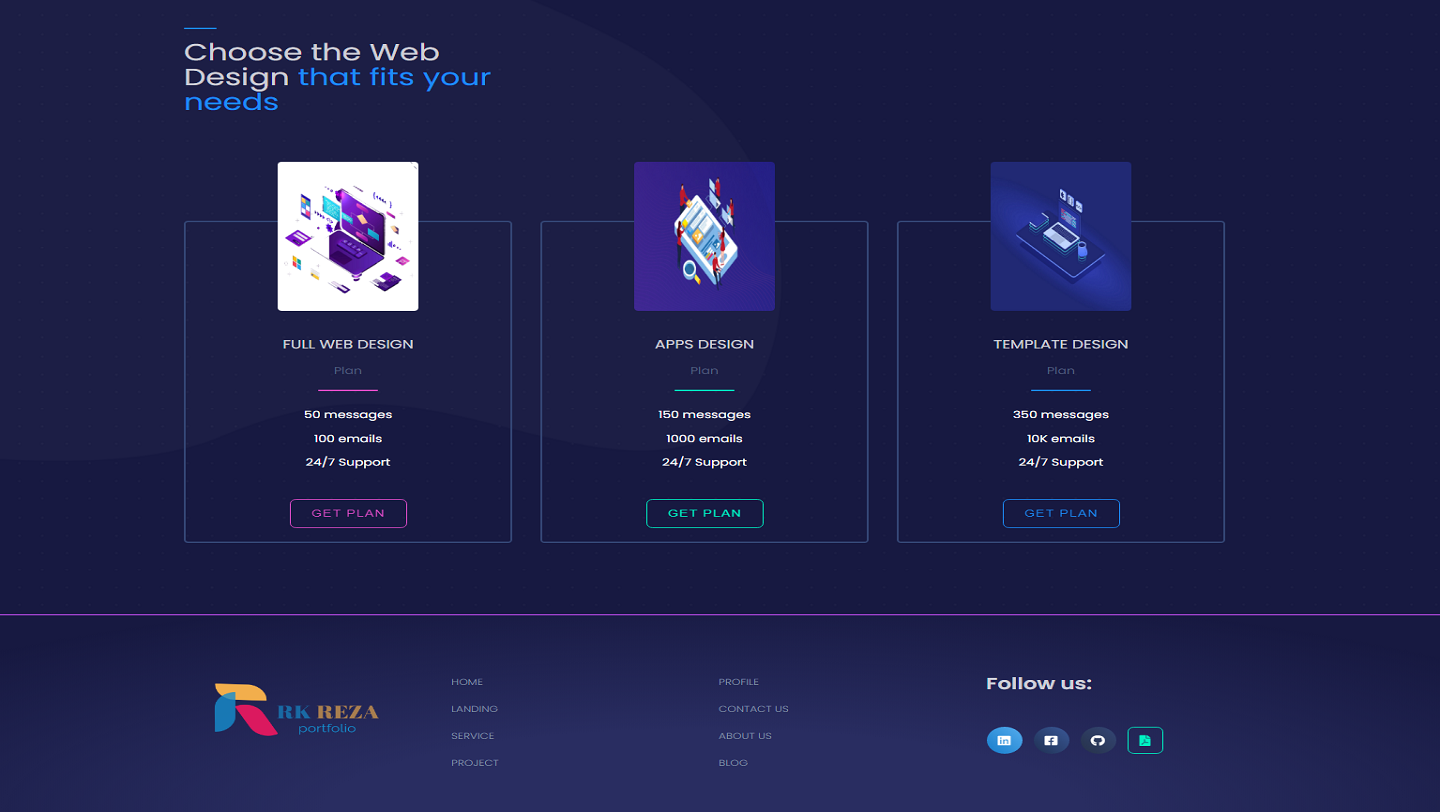 Choose the Web
Design that fits your
needs
FULL WEB DESIGN
Plan
50 messages
100 emails
24/7 Support
GET PLAN
APPS DESIGN
Plan
150 messages
1000 emails
24/7 Support
GET PLAN
TEMPLATE DESIGN
Plan
350 messages
10K emails
24/7 Support
GET PLAN
RK REZA
portfolio
HOME
LANDING
SERVICE
PROJECT
PROFILE
CONTACT US
ABOUT US
BLOG
Follow us: